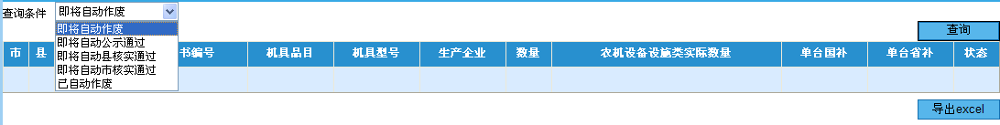 查询条件 即将自动作废
即将自动作废
即将自动公示通过
即将自动县核实通过
即将自动市核实通过
已自动作废
查询
市 县 书编号 机具品目 机具型号 生产企业 数量 农机设备设施类实际数量 单台国补 单台省补 状态
导出excel